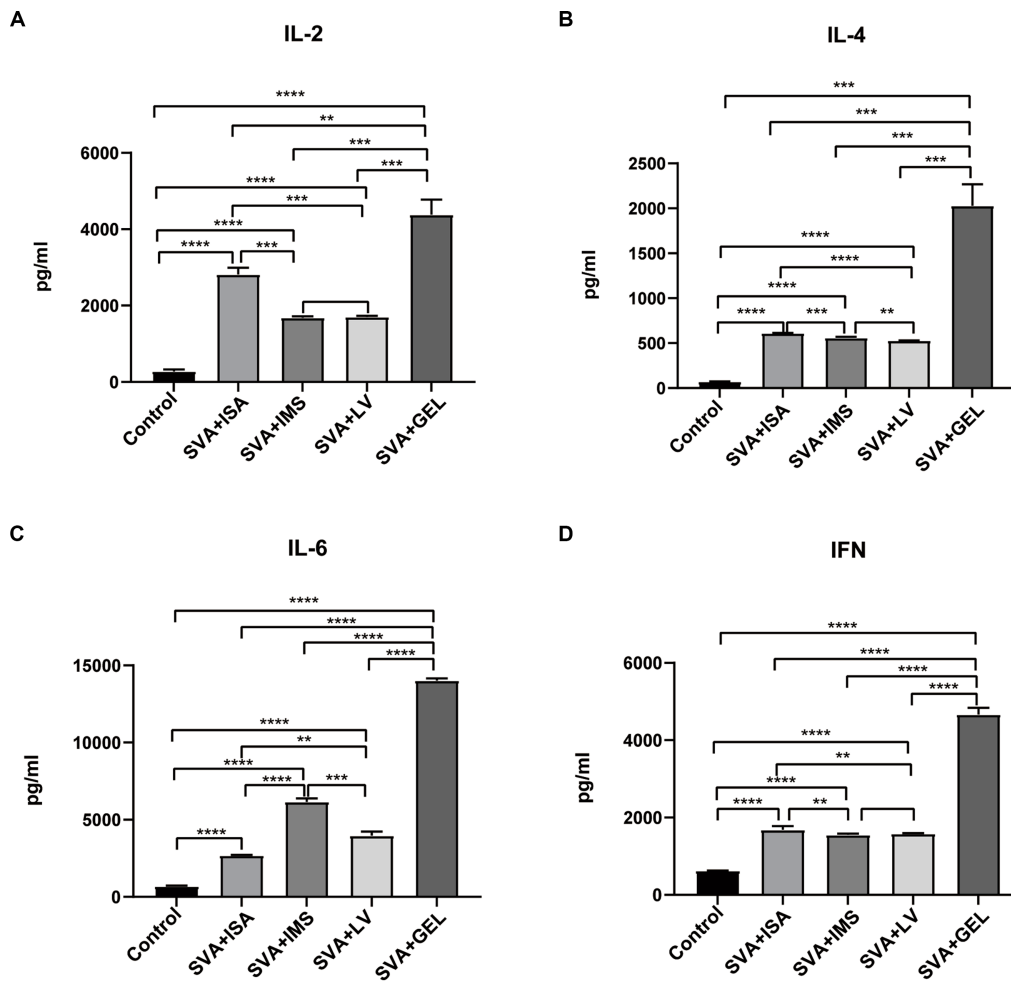 A
IL-2
pg/ml
6000
4000
2000
0
****
**
***
***
****
***
****
****
***
Control
SVA+ISA
SVA+IMS
SVA+LV
SVA+GEL
B
IL-4
pg/ml
2500
2000
1500
1000
500
0
***
***
***
***
****
****
****
****
***
**
Control
SVA+ISA
SVA+IMS
SVA+LV
SVA+GEL
C
IL-6
pg/ml
15000
10000
5000
0
****
****
****
****
****
**
****
****
***
****
Control
SVA+ISA
SVA+IMS
SVA+LV
SVA+GEL
D
IFN
pg/ml
6000
4000
2000
0
****
****
****
****
****
**
****
****
**
Control
SVA+ISA
SVA+IMS
SVA+LV
SVA+GEL